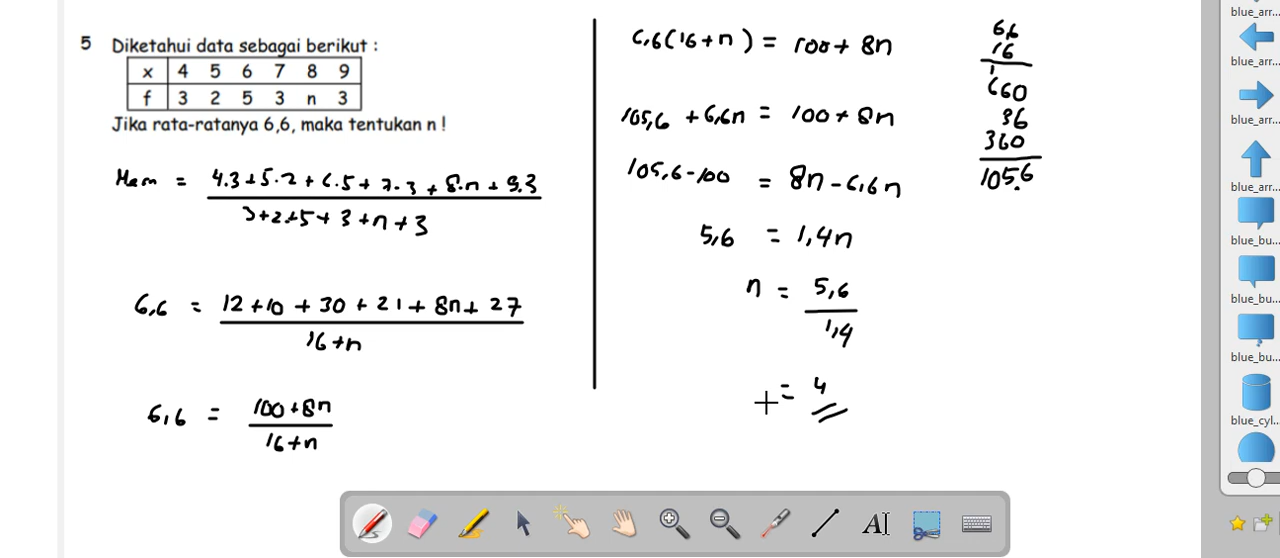 5 Diketahui data sebagai berikut :
x 4 5 6 7 8 9
f 3 2 5 3 n 3
Jika rata-ratanya 6,6, maka tentukan n !
= 4.3 + 5.2 + 6.5 + 7.3 + 8.n + 9.3
3+2+5+3+n+3
6,6 = 12+10+30+21+8n+27
16+n
6,6 = 100+8n
16+n
6,6(16+n) = 100+8n
105,6 + 6,6n = 100+8n
105,6-100 = 8n-6,6n
5,6 = 1,4n
n = 5,6
1,4
= 4
6,6
16
1
660
36
360
105.6
blue_arr...
blue_arr...
blue_arr...
blue_arr...
blue_bu...
blue_bu...
blue_bu...
blue_cyl...
AI